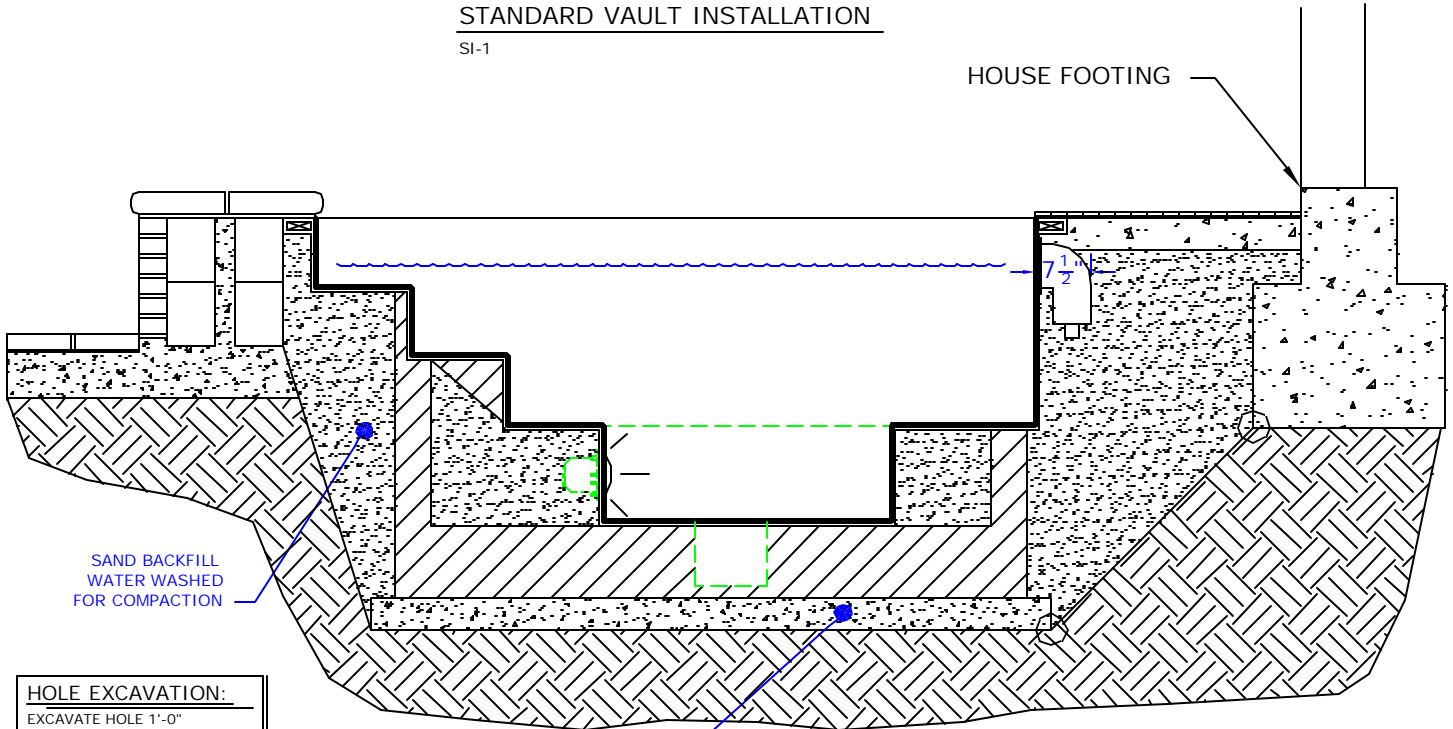 STANDARD VAULT INSTALLATION
SI-1
HOUSE FOOTING
7 1/2"
SAND BACKFILL
WATER WASHED
FOR COMPACTION
HOLE EXCAVATION:
EXCAVATE HOLE 1'-0"